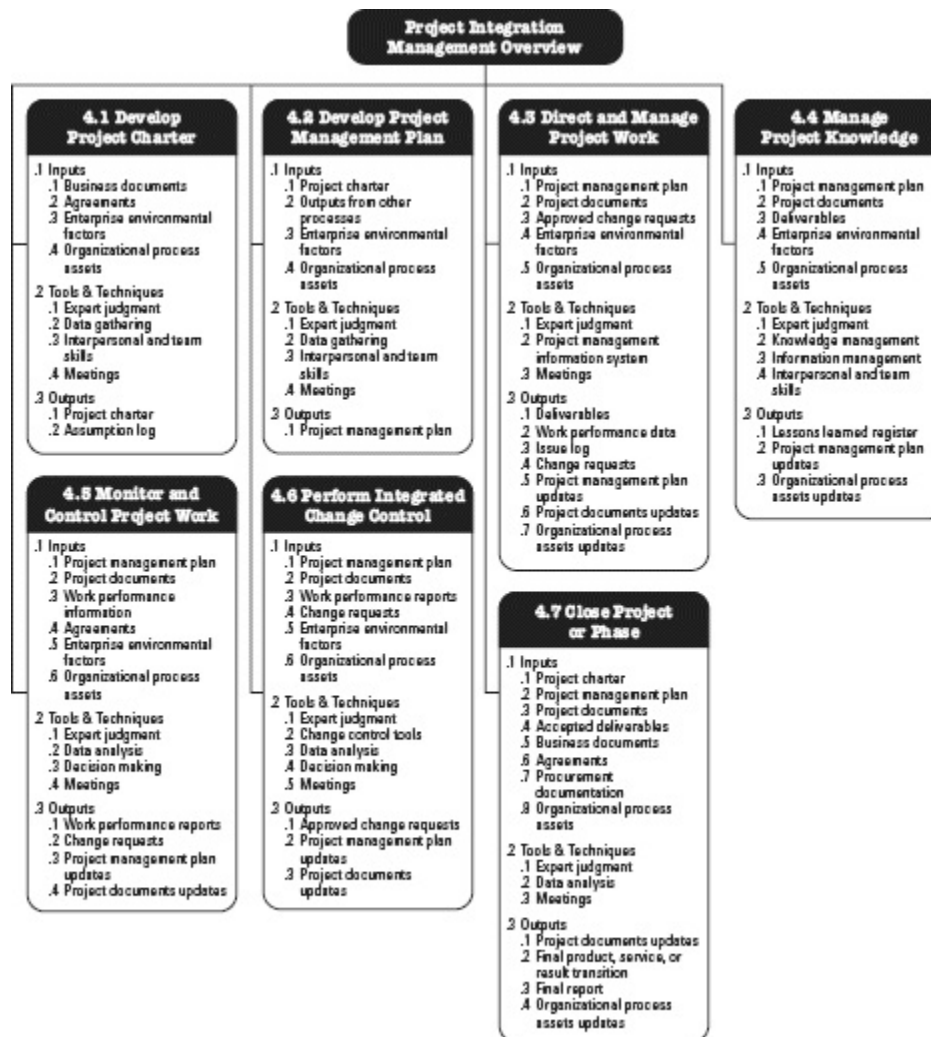 Project Integration
Management Overview
4.1 Develop
Project Charter
.1 Inputs
.1 Business documents
.2 Agreements
.3 Enterprise environmental
factors
.4 Organizational process
assets
.2 Tools & Techniques
.1 Expert judgment
.2 Data gathering
.3 Interpersonal and team
skills
.4 Meetings
.3 Outputs
.1 Project charter
.2 Assumption log
4.2 Develop Project
Management Plan
.1 Inputs
.1 Project charter
.2 Outputs from other
processes
.3 Enterprise environmental
factors
.4 Organizational process
assets
.2 Tools & Techniques
.1 Expert judgment
.2 Data gathering
.3 Interpersonal and team
skills
.4 Meetings
.3 Outputs
.1 Project management plan
4.3 Direct and Manage
Project Work
.1 Inputs
.1 Project management plan
.2 Project documents
.3 Approved change requests
.4 Enterprise environmental
factors
.5 Organizational process
assets
.2 Tools & Techniques
.1 Expert judgment
.2 Project management
information system
.3 Meetings
.3 Outputs
.1 Deliverables
.2 Work performance data
.3 Issue log
.4 Change requests
.5 Project management plan
updates
.6 Project documents updates
.7 Organizational process
assets updates
4.4 Manage
Project Knowledge
.1 Inputs
.1 Project management plan
.2 Project documents
.3 Deliverables
.4 Enterprise environmental
factors
.5 Organizational process
assets
.2 Tools & Techniques
.1 Expert judgment
.2 Knowledge management
.3 Information management
.4 Interpersonal and team
skills
.3 Outputs
.1 Lessons learned register
.2 Project management plan
updates
.3 Organizational process
assets updates
4.5 Monitor and
Control Project Work
.1 Inputs
.1 Project management plan
.2 Project documents
.3 Work performance
information
.4 Agreements
.5 Enterprise environmental
factors
.6 Organizational process
assets
.2 Tools & Techniques
.1 Expert judgment
.2 Data analysis
.3 Decision making
.4 Meetings
.3 Outputs
.1 Work performance reports
.2 Change requests
.3 Project management plan
updates
.4 Project documents updates
4.6 Perform Integrated
Change Control
.1 Inputs
.1 Project management plan
.2 Project documents
.3 Work performance reports
.4 Change requests
.5 Enterprise environmental
factors
.6 Organizational process
assets
.2 Tools & Techniques
.1 Expert judgment
.2 Change control tools
.3 Data analysis
.4 Decision making
.5 Meetings
.3 Outputs
.1 Approved change requests
.2 Project management plan
updates
.3 Project documents
updates
4.7 Close Project
or Phase
.1 Inputs
.1 Project charter
.2 Project management plan
.3 Project documents
.4 Accepted deliverables
.5 Business documents
.6 Agreements
.7 Procurement
documentation
.8 Organizational process
assets
.2 Tools & Techniques
.1 Expert judgment
.2 Data analysis
.3 Meetings
.3 Outputs
.1 Project documents updates
.2 Final product, service, or
result transition
.3 Final report
.4 Organizational process
assets updates